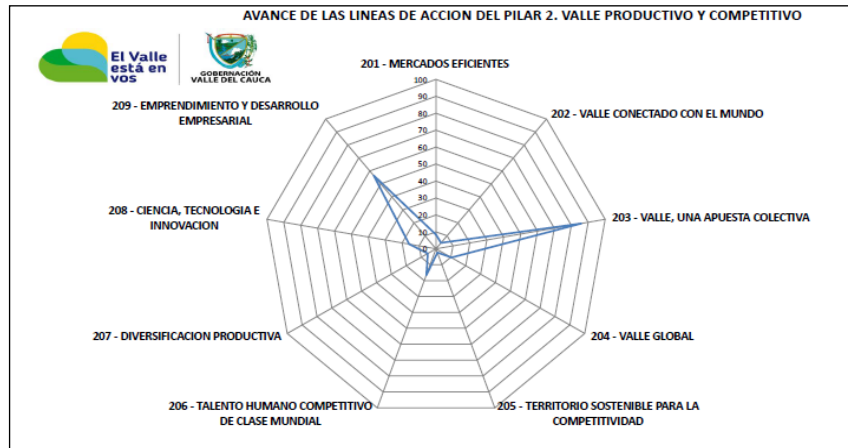 AVANCE DE LAS LINEAS DE ACCION DEL PILAR 2. VALLE PRODUCTIVO Y COMPETITIVO
El Valle
está en
vos
GOBERNACIÓN
VALLE DEL CAUCA
201 - MERCADOS EFICIENTES
209 - EMPRENDIMIENTO Y DESARROLLO
EMPRESARIAL
202 - VALLE CONECTADO CON EL MUNDO
208 - CIENCIA, TECNOLOGIA E
INNOVACION
203 - VALLE, UNA APUESTA COLECTIVA
207 - DIVERSIFICACION PRODUCTIVA
204 - VALLE GLOBAL
206 - TALENTO HUMANO COMPETITIVO
DE CLASE MUNDIAL
205 - TERRITORIO SOSTENIBLE PARA LA
COMPETITIVIDAD
100
90
80
70
60
50
40
30
20
10
0